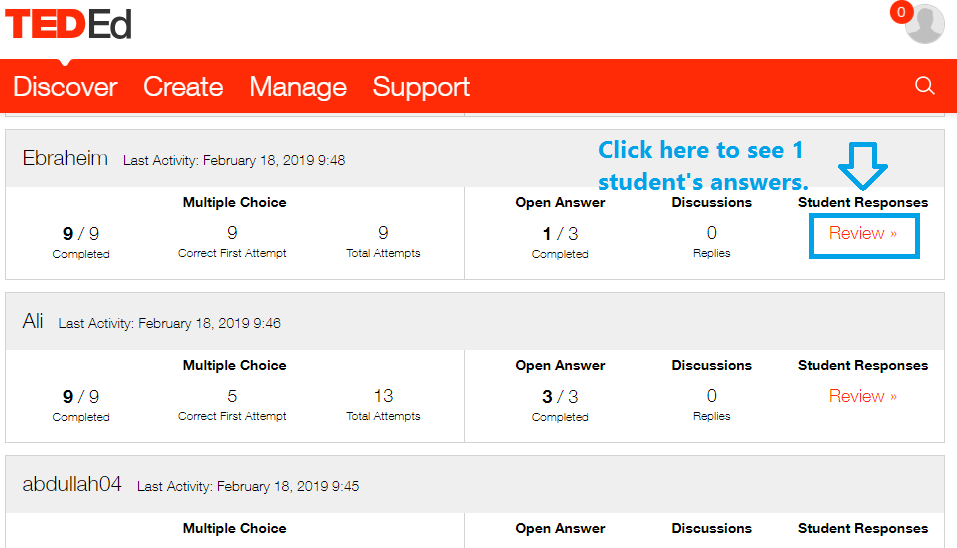 TEDEd
0
Discover Create Manage Support
Ebraheim Last Activity: February 18, 2019 9:48
Click here to see 1
student's answers.
Multiple Choice Open Answer Discussions Student Responses
9 / 9 9 9 1 / 3 0 Review »
Completed Correct First Attempt Total Attempts Completed Replies
Ali Last Activity: February 18, 2019 9:46
Multiple Choice Open Answer Discussions Student Responses
9 / 9 5 13 3 / 3 0 Review »
Completed Correct First Attempt Total Attempts Completed Replies
abdullah04 Last Activity: February 18, 2019 9:45
Multiple Choice Open Answer Discussions Student Responses